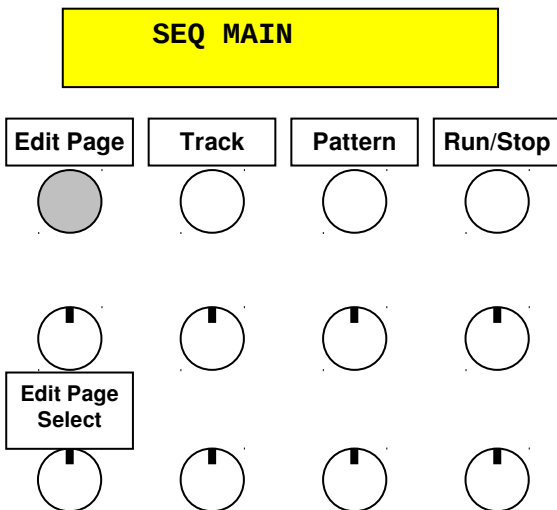 SEQ MAIN
Edit Page
Track
Pattern
Run/Stop
Edit Page
Select